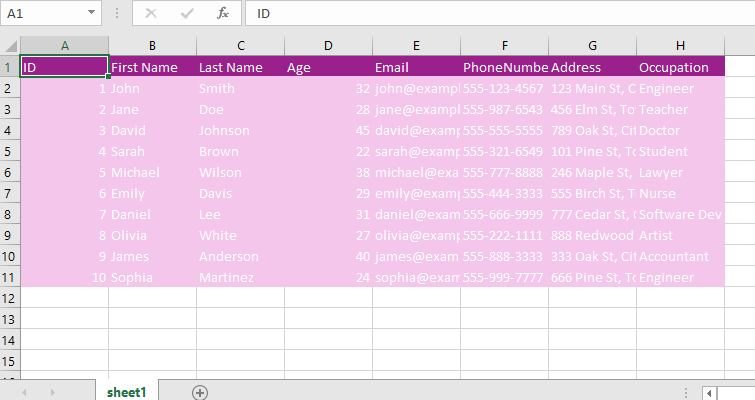 A1 fx ID
A B C D E F G H
1 ID First Name Last Name Age Email PhoneNumbe Address Occupation
2 1 John Smith 32 john@exampl 555-123-4567 123 Main St, C Engineer
3 2 Jane Doe 28 jane@exampl 555-987-6543 456 Elm St, To Teacher
4 3 David Johnson 45 david@examp 555-555-5555 789 Oak St, Cit Doctor
5 4 Sarah Brown 22 sarah@examp 555-321-6549 101 Pine St, To Student
6 5 Michael Wilson 38 michael@exa 555-777-8888 246 Maple St, Lawyer
7 6 Emily Davis 29 emily@examp 555-444-3333 555 Birch St, T Nurse
8 7 Daniel Lee 31 daniel@exam 555-666-9999 777 Cedar St, Software Dev
9 8 Olivia White 27 olivia@examp 555-222-1111 888 Redwood Artist
10 9 James Anderson 40 james@exam 555-888-3333 333 Oak St, Cit Accountant
11 10 Sophia Martinez 24 sophia@exam 555-999-7777 666 Pine St, To Engineer
12
13
14
15
sheet1